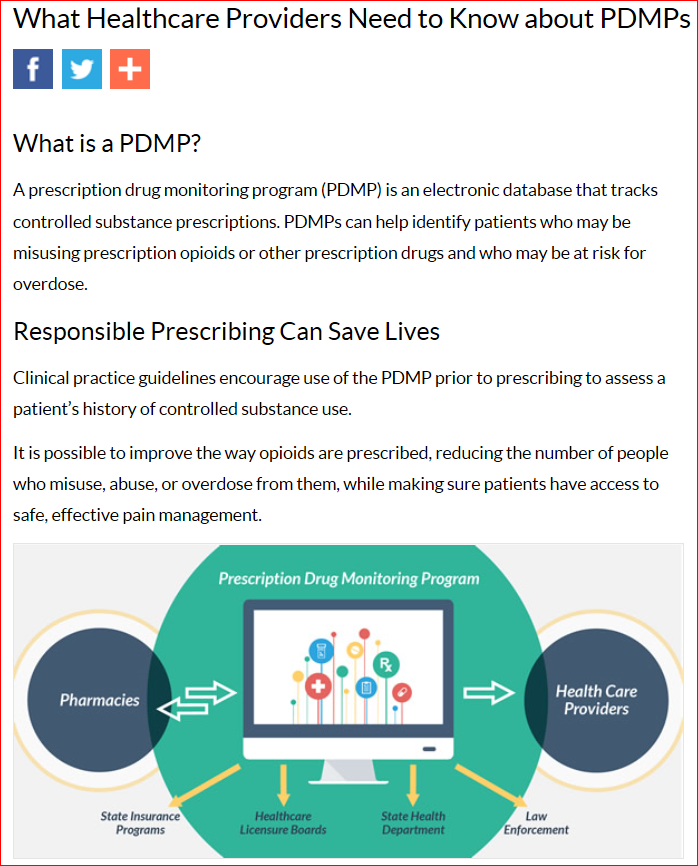 What Healthcare Providers Need to Know about PDMPs
f
What is a PDMP?
A prescription drug monitoring program (PDMP) is an electronic database that tracks
controlled substance prescriptions. PDMPs can help identify patients who may be
misusing prescription opioids or other prescription drugs and who may be at risk for
overdose.
Responsible Prescribing Can Save Lives
Clinical practice guidelines encourage use of the PDMP prior to prescribing to assess a
patient’s history of controlled substance use.
It is possible to improve the way opioids are prescribed, reducing the number of people
who misuse, abuse, or overdose from them, while making sure patients have access to
safe, effective pain management.
Prescription Drug Monitoring Program
Rx
Pharmacies
Health Care
Providers
State Insurance
Programs
Healthcare
Licensure Boards
State Health
Department
Law
Enforcement